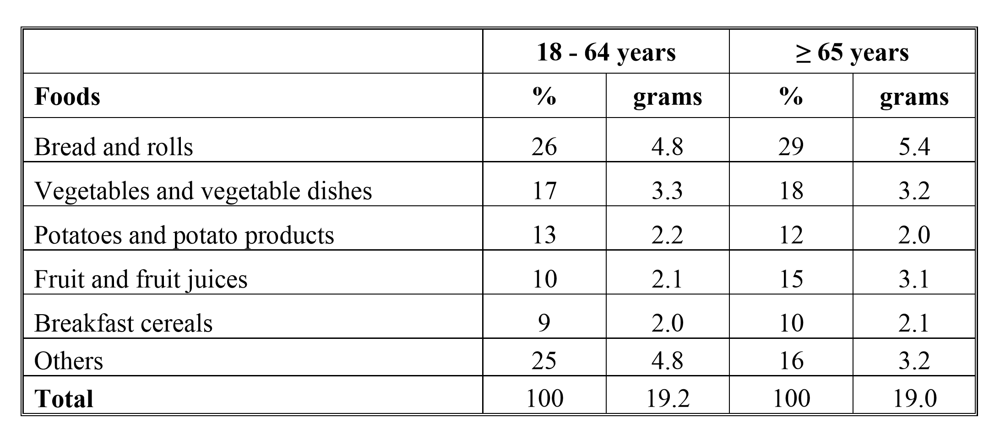 18 - 64 years ≥ 65 years
Foods % grams % grams
Bread and rolls 26 4.8 29 5.4
Vegetables and vegetable dishes 17 3.3 18 3.2
Potatoes and potato products 13 2.2 12 2.0
Fruit and fruit juices 10 2.1 15 3.1
Breakfast cereals 9 2.0 10 2.1
Others 25 4.8 16 3.2
Total 100 19.2 100 19.0